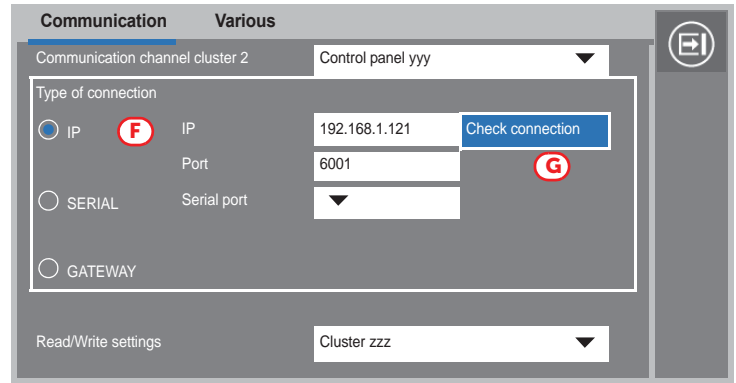 Communication Various
Communication channel cluster 2 Control panel yyy
Type of connection
IP F IP 192.168.1.121 Check connection
Port 6001 G
SERIAL Serial port
GATEWAY
Read/Write settings Cluster zzz